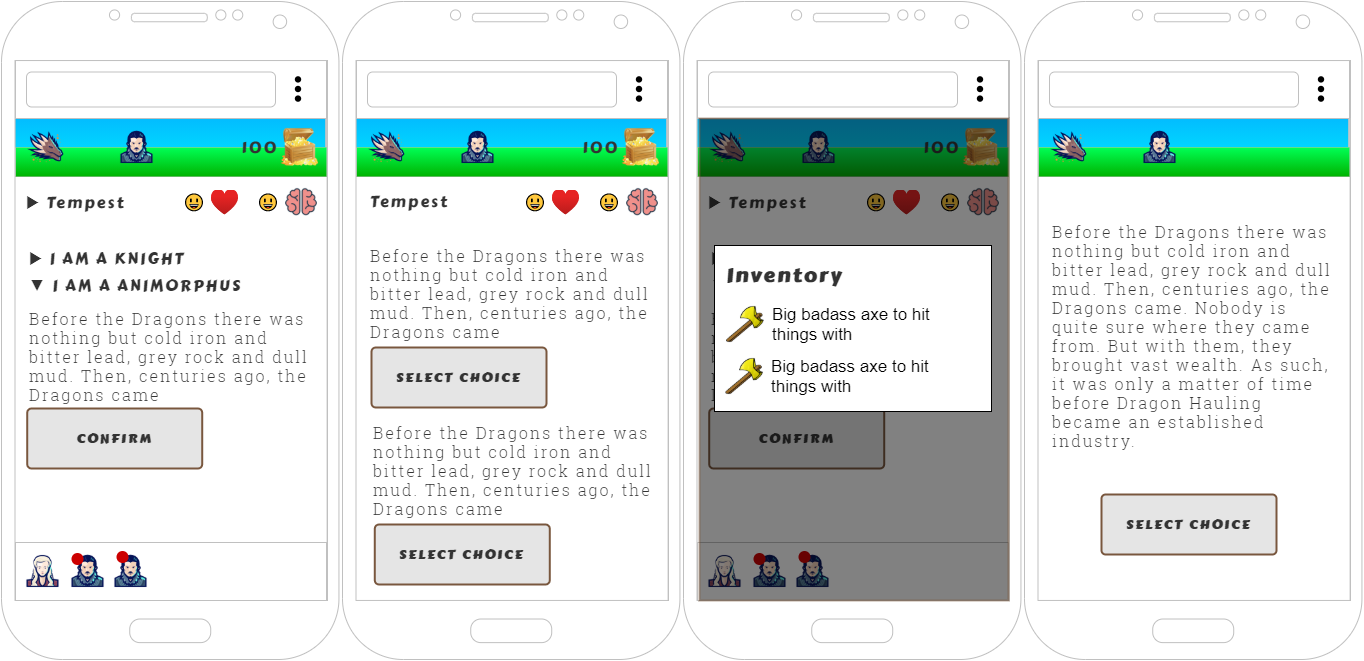 100
Tempest
I AM A KNIGHT
I AM A ANIMORPHUS
Before the Dragons there was
nothing but cold iron and
bitter lead, grey rock and dull
mud. Then, centuries ago, the
Dragons came
CONFIRM
100
Tempest
Before the Dragons there was
nothing but cold iron and
bitter lead, grey rock and dull
mud. Then, centuries ago, the
Dragons came
SELECT CHOICE
Before the Dragons there was
nothing but cold iron and
bitter lead, grey rock and dull
mud. Then, centuries ago, the
Dragons came
SELECT CHOICE
100
Tempest
Inventory
Big badass axe to hit
things with
Big badass axe to hit
things with
CONFIRM
Before the Dragons there was
nothing but cold iron and
bitter lead, grey rock and dull
mud. Then, centuries ago, the
Dragons came. Nobody is
quite sure where they came
from. But with them, they
brought vast wealth. As such,
it was only a matter of time
before Dragon Hauling
became an established
industry.
SELECT CHOICE